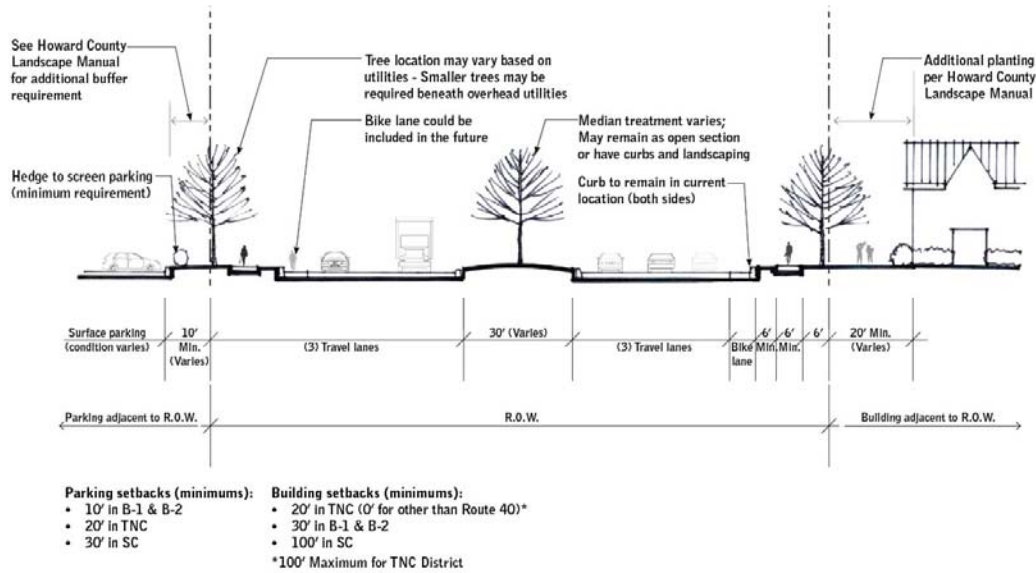 See Howard County
Landscape Manual
for additional buffer
requirement
Tree location may vary based on
utilities - Smaller trees may be
required beneath overhead utilities
Additional planting
per Howard County
Landscape Manual
Bike lane could be
included in the future
Median treatment varies;
May remain as open section
or have curbs and landscaping
Hedge to screen parking
(minimum requirement)
Curb to remain in current
location (both sides)
Surface parking
(condition varies)
10'
Min.
(Varies)
(3) Travel lanes
30' (Varies)
(3) Travel lanes
Bike
lane
6'
Min.
6'
Min.
6'
20' Min.
(Varies)
Parking adjacent to R.O.W.
R.O.W.
Building adjacent to R.O.W.
Parking setbacks (minimums):
• 10' in B-1 & B-2
• 20' in TNC
• 30' in SC
Building setbacks (minimums):
• 20' in TNC (0' for other than Route 40)*
• 30' in B-1 & B-2
• 100' in SC
*100' Maximum for TNC District